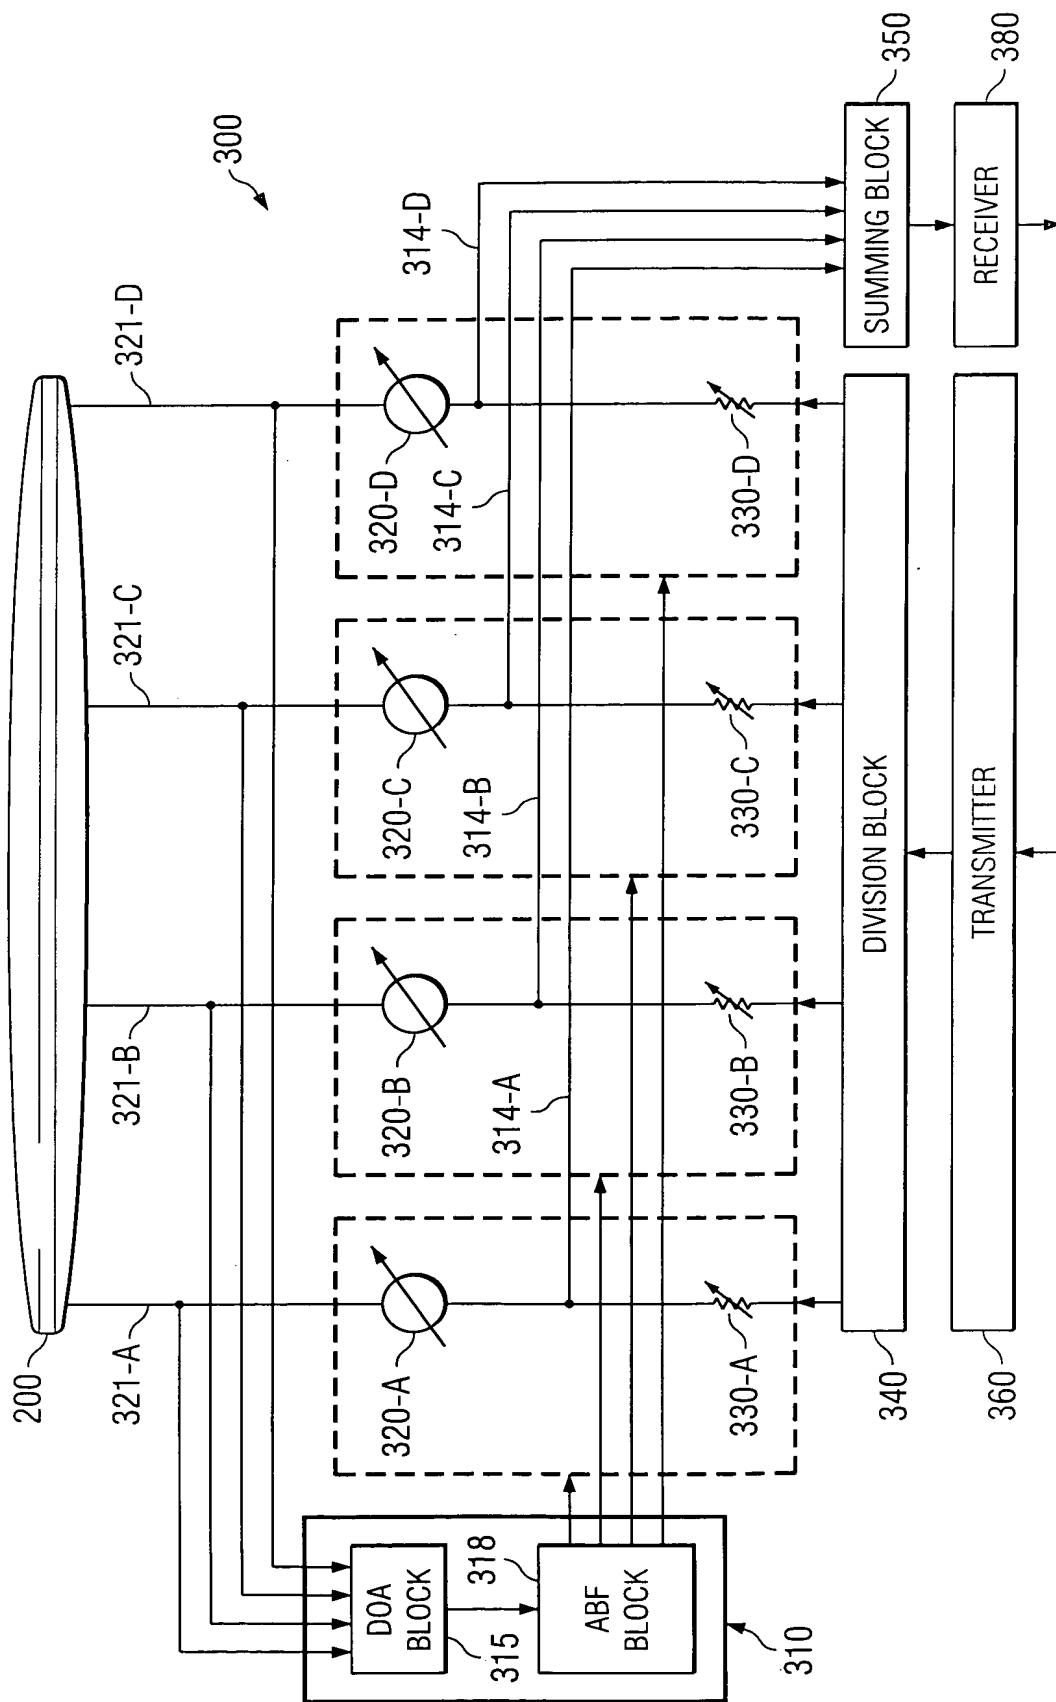 300
200
321-A
321-B
321-C
321-D
DOA
BLOCK
315
318
ABF
BLOCK
310
320-A
320-B
320-C
320-D
314-A
314-B
314-C
314-D
330-A
330-B
330-C
330-D
DIVISION BLOCK
340
SUMMING BLOCK
350
TRANSMITTER
360
RECEIVER
380